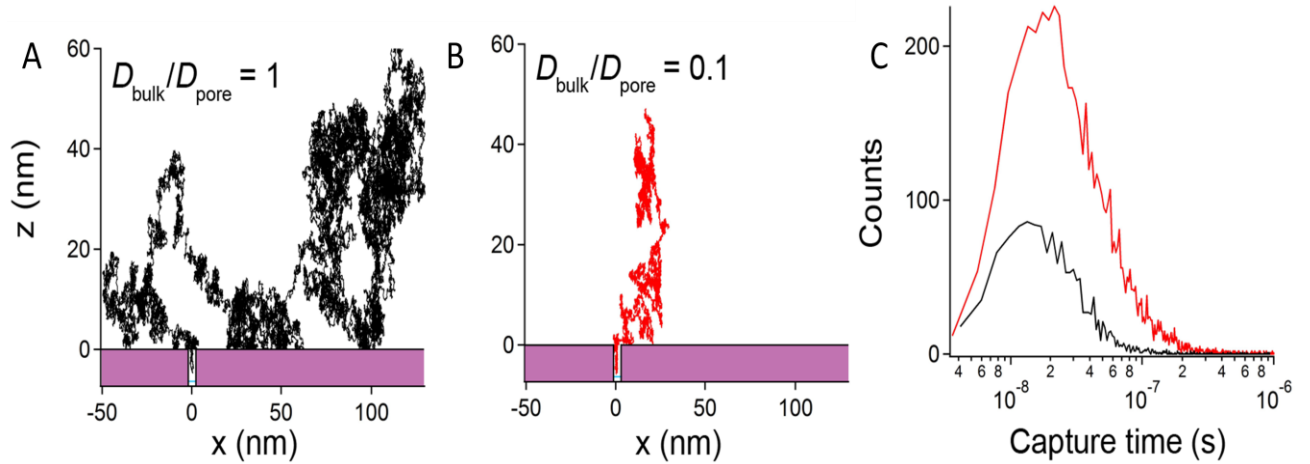 A
z (nm)
60
40
20
0
D_bulk/D_pore = 1
-50
0
50
100
x (nm)
B
60
40
20
0
D_bulk/D_pore = 0.1
-50
0
50
100
x (nm)
C
Counts
200
100
0
4 6 8 2 4 6 8 2 4 6 8
10^-8 10^-7 10^-6
Capture time (s)